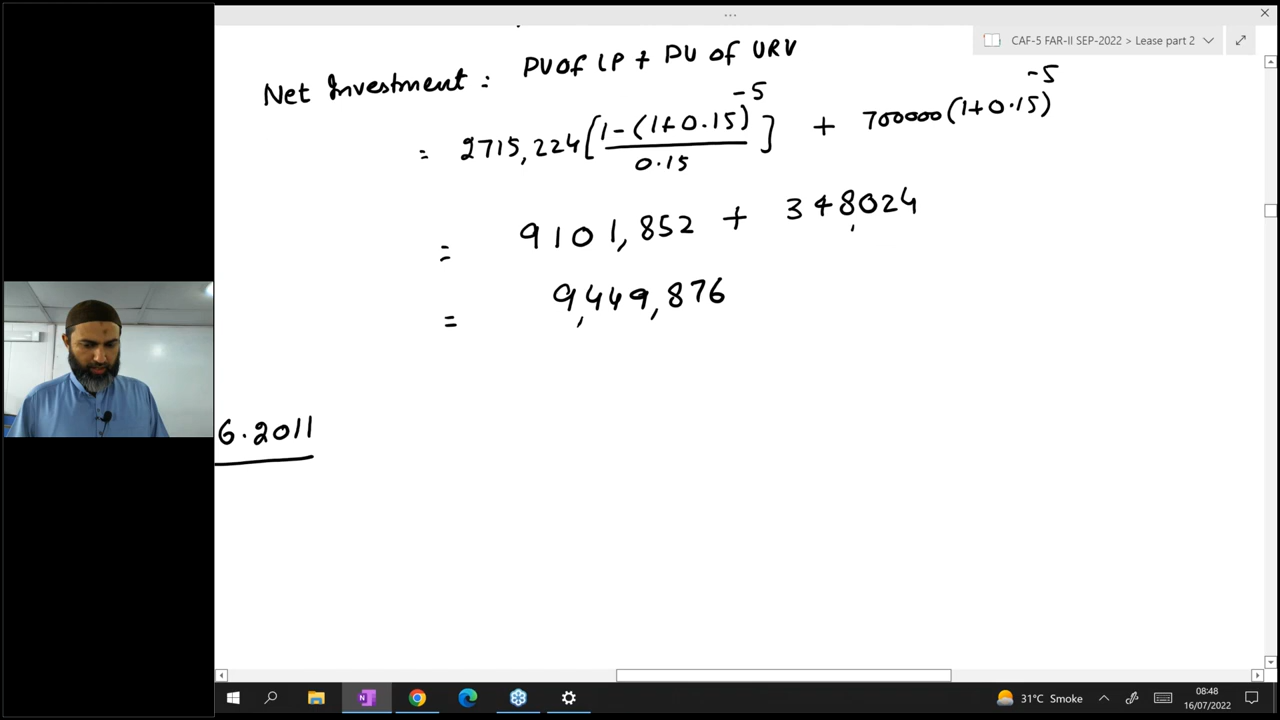 CAF-5 FAR-II SEP-2022 > Lease part 2
Net Investment : PV of LP + PV of URV
= 2715,224[1-(1+0.15)-5/0.15] + 700000(1+0.15)-5
= 9101,852 + 348024
= 9,449,876
6.2011
31°C Smoke
08:48
16/07/2022